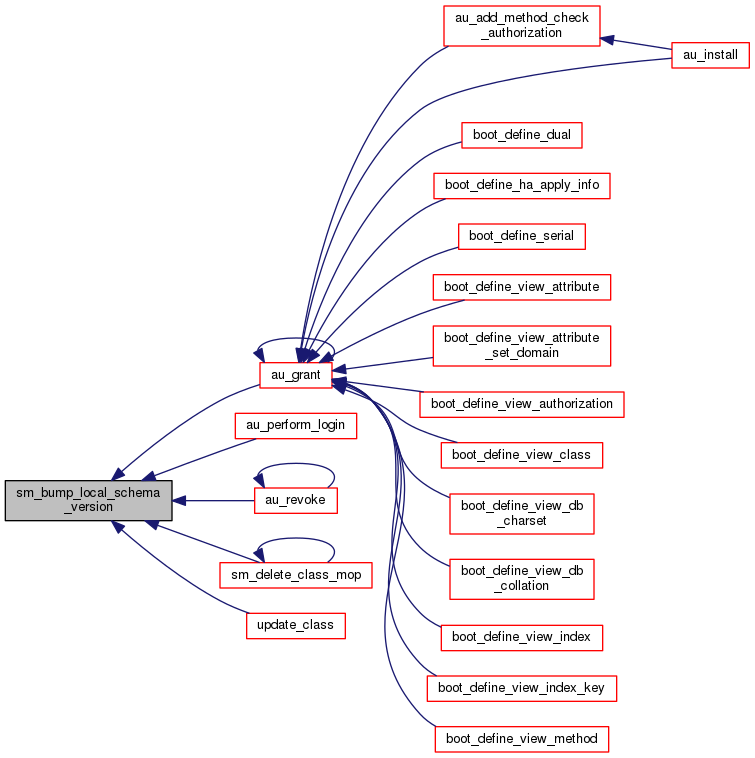 au_add_method_check
_authorization
au_install
boot_define_dual
boot_define_ha_apply_info
boot_define_serial
boot_define_view_attribute
boot_define_view_attribute
_set_domain
au_grant
boot_define_view_authorization
au_perform_login
boot_define_view_class
sm_bump_local_schema
_version
au_revoke
boot_define_view_db
_charset
sm_delete_class_mop
boot_define_view_db
_collation
update_class
boot_define_view_index
boot_define_view_index_key
boot_define_view_method